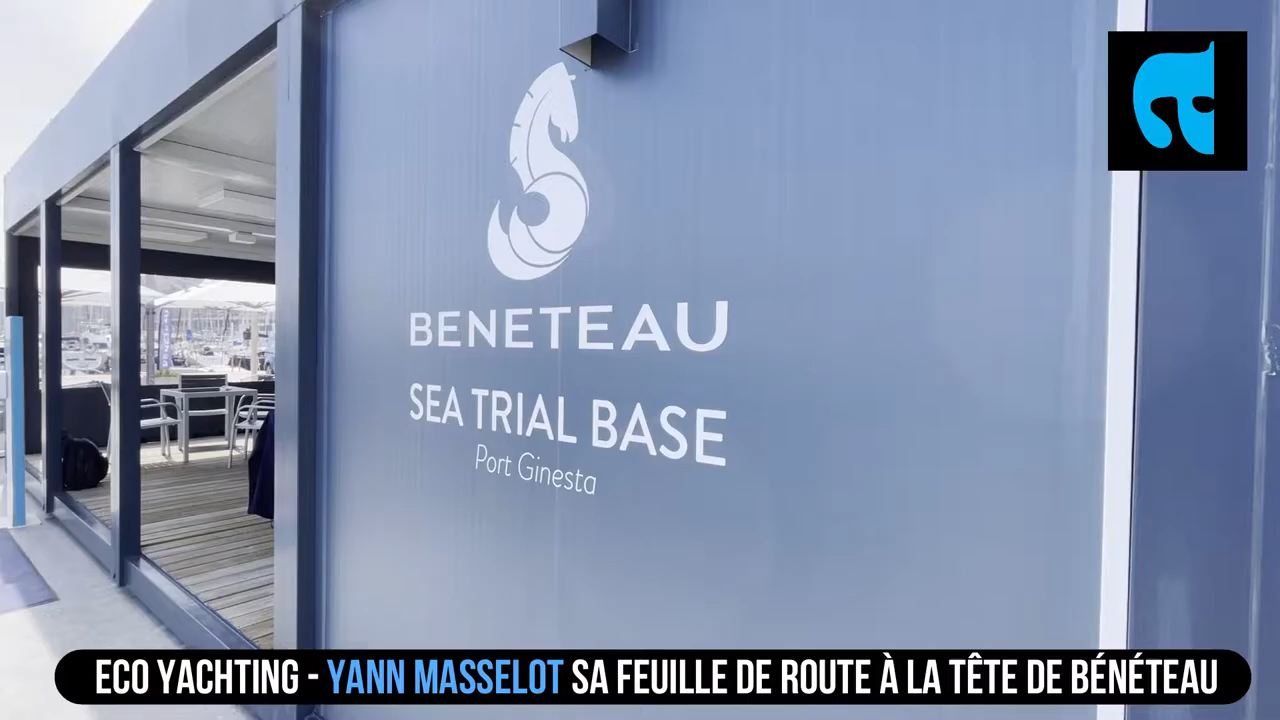 BENETEAU
SEA TRIAL BASE
Port Ginesta
ECO YACHTING - YANN MASSELOT SA FEUILLE DE ROUTE À LA TÊTE DE BÉNÉTEAU